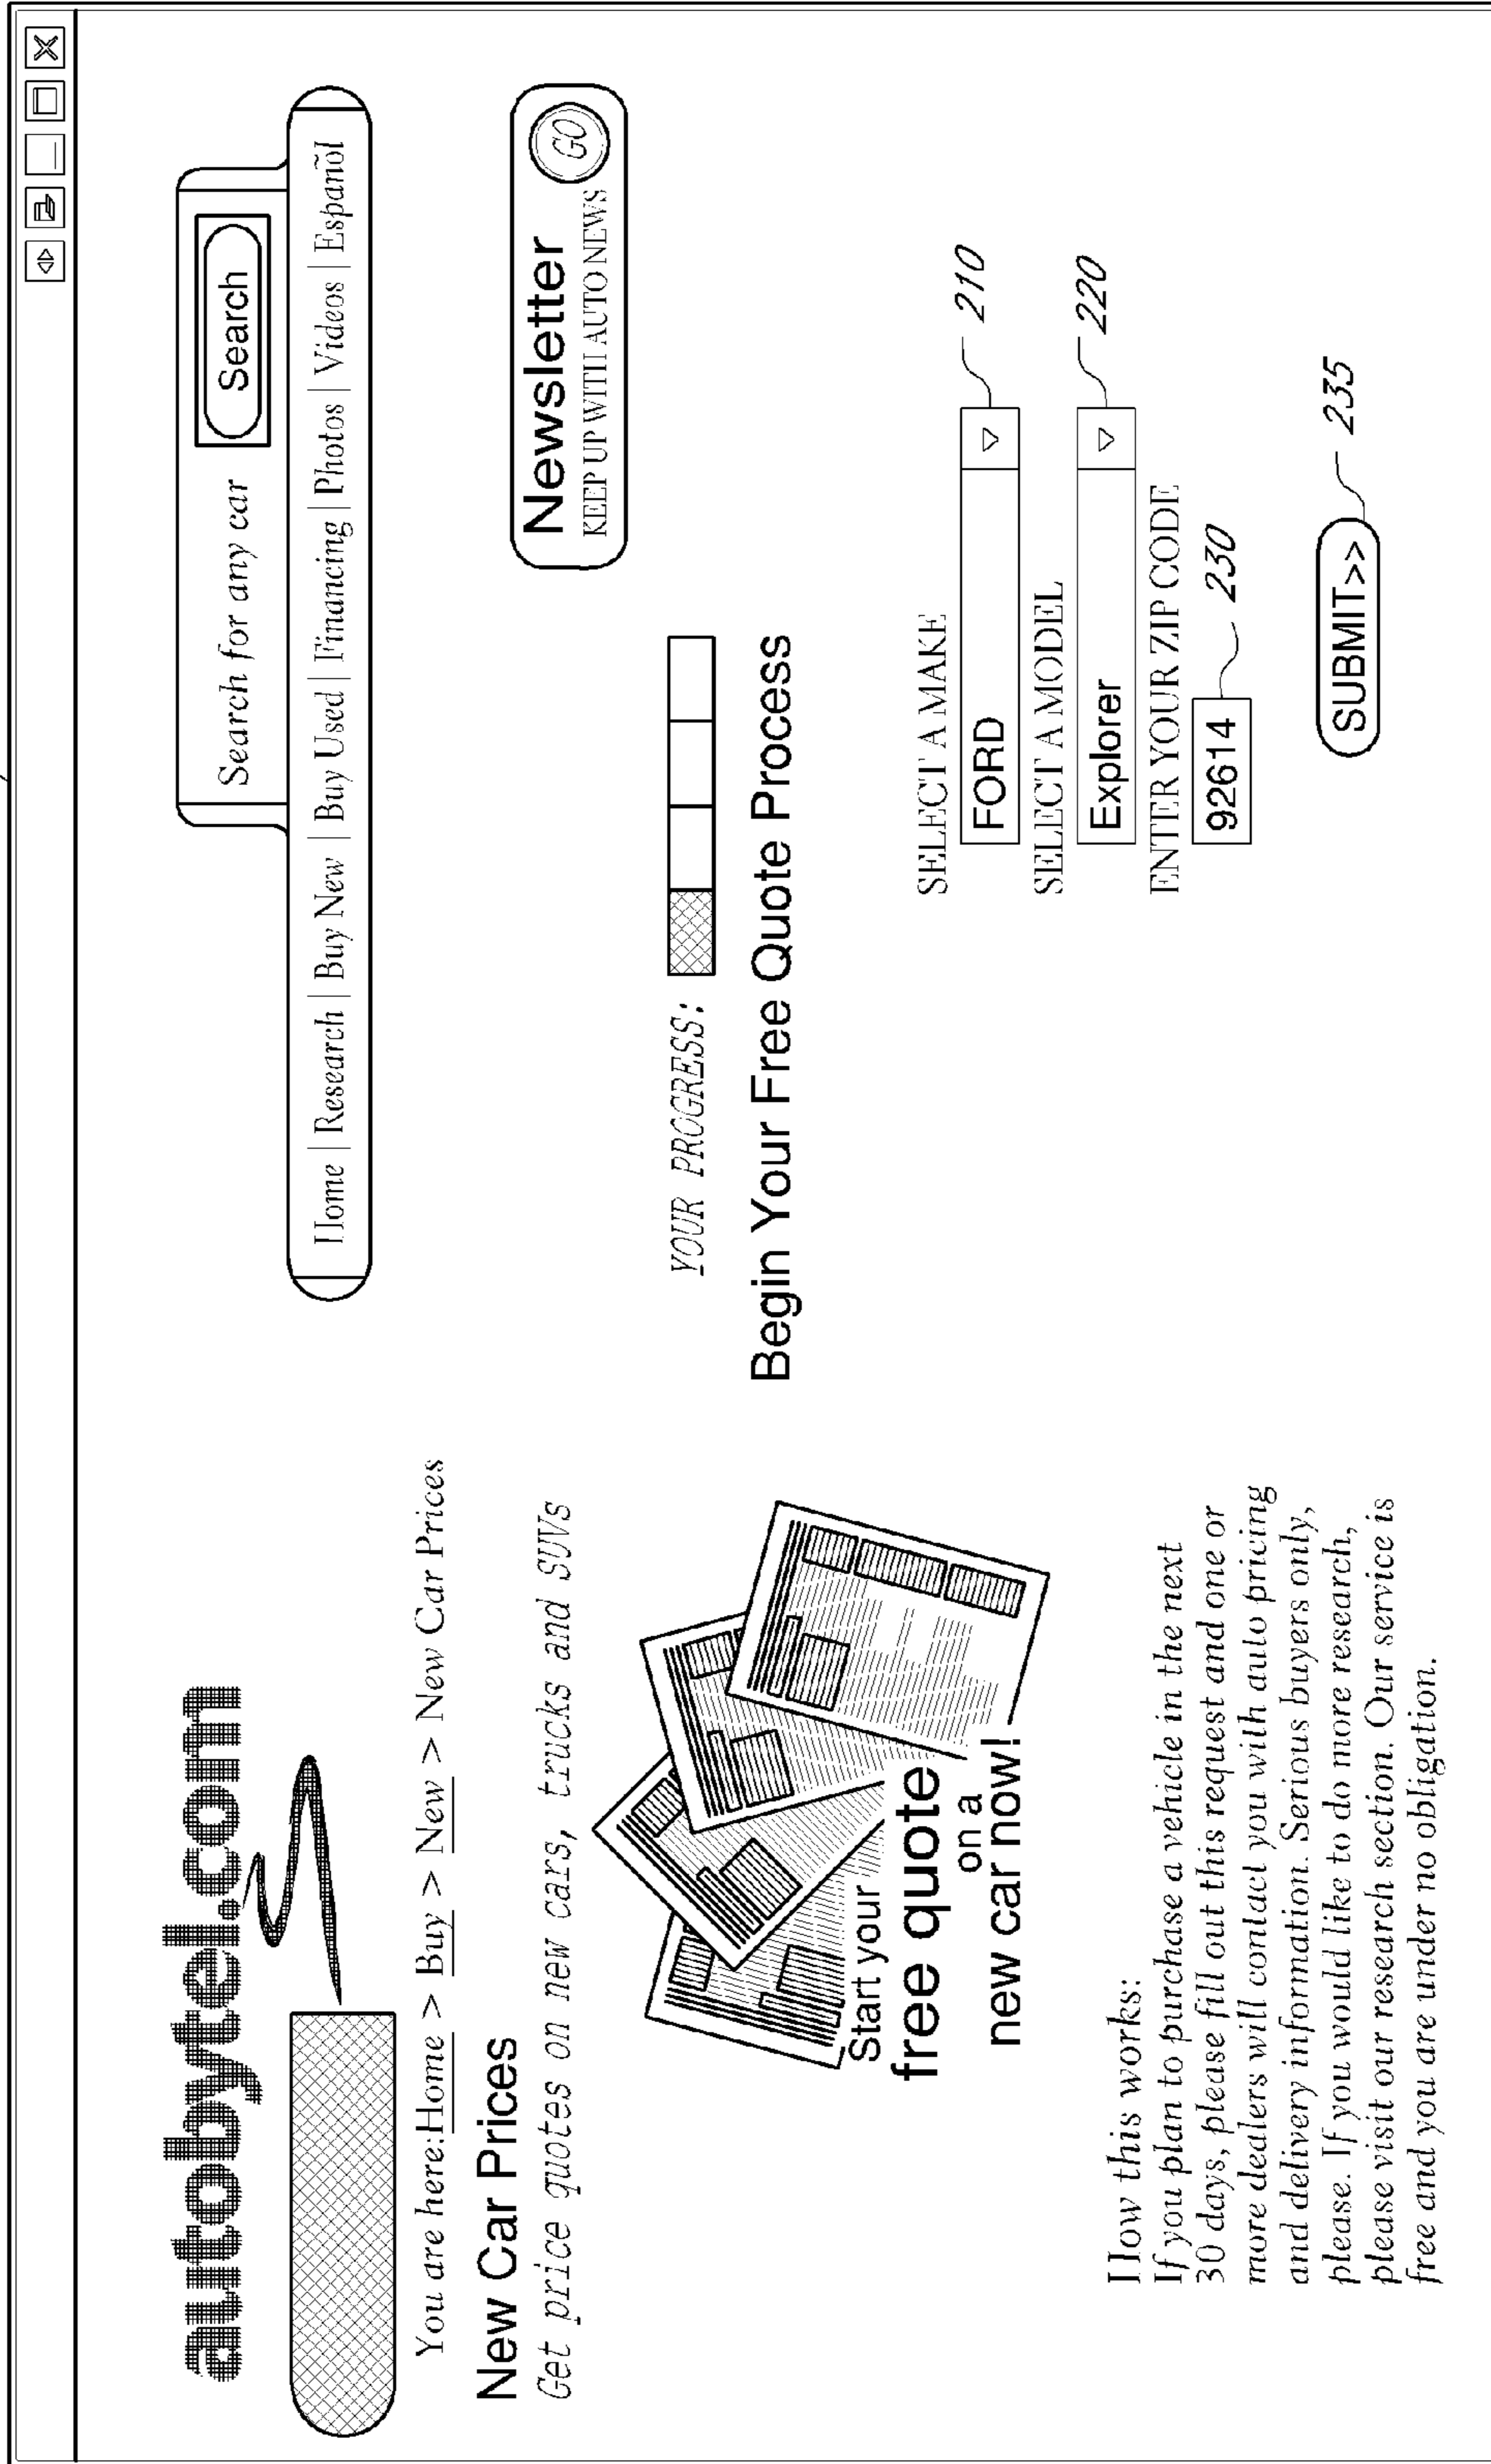 autobytel.com
Search for any car
Search
Home | Research | Buy New | Buy Used | Financing | Photos | Videos | Español
You are here:Home > Buy > New > New Car Prices
New Car Prices
Get price quotes on new cars, trucks and SUVs
Newsletter
KEEP UP WITH AUTO NEWS
GO
Start your
free quote
on a
new car now!
YOUR PROGRESS:
Begin Your Free Quote Process
SELECT A MAKE
FORD
210
SELECT A MODEL
Explorer
220
ENTER YOUR ZIP CODE
92614
230
SUBMIT>>
235
How this works:
If you plan to purchase a vehicle in the next
30 days, please fill out this request and one or
more dealers will contact you with auto pricing
and delivery information. Serious buyers only,
please. If you would like to do more research,
please visit our research section. Our service is
free and you are under no obligation.